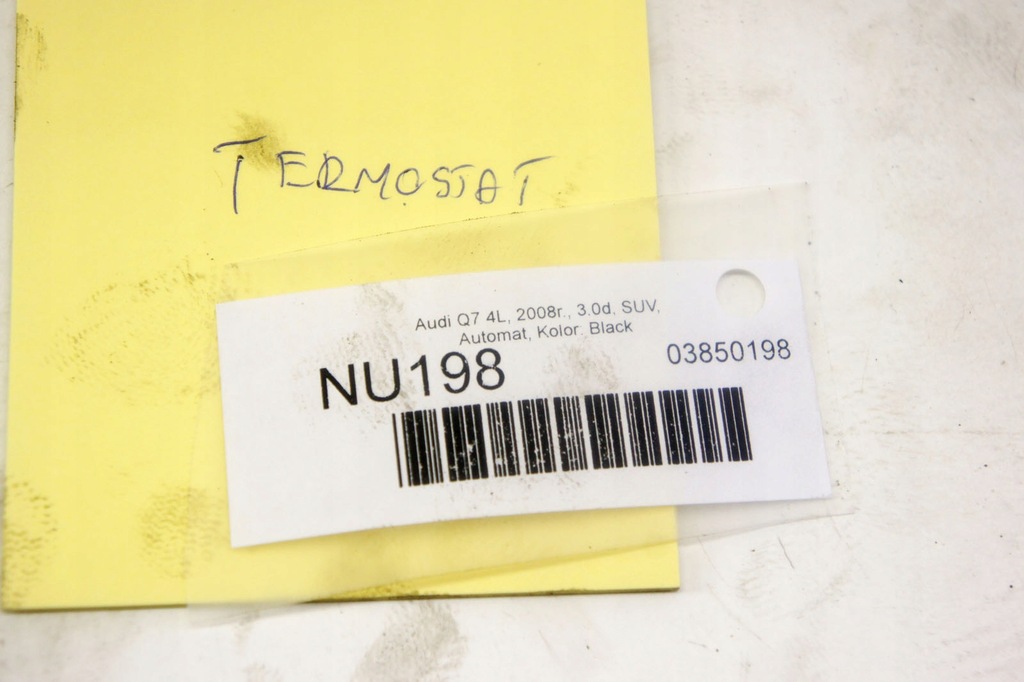 TERMOSTAT
Audi Q7 4L, 2008r., 3.0d, SUV,
Automat, Kolor: Black
NU198
03850198